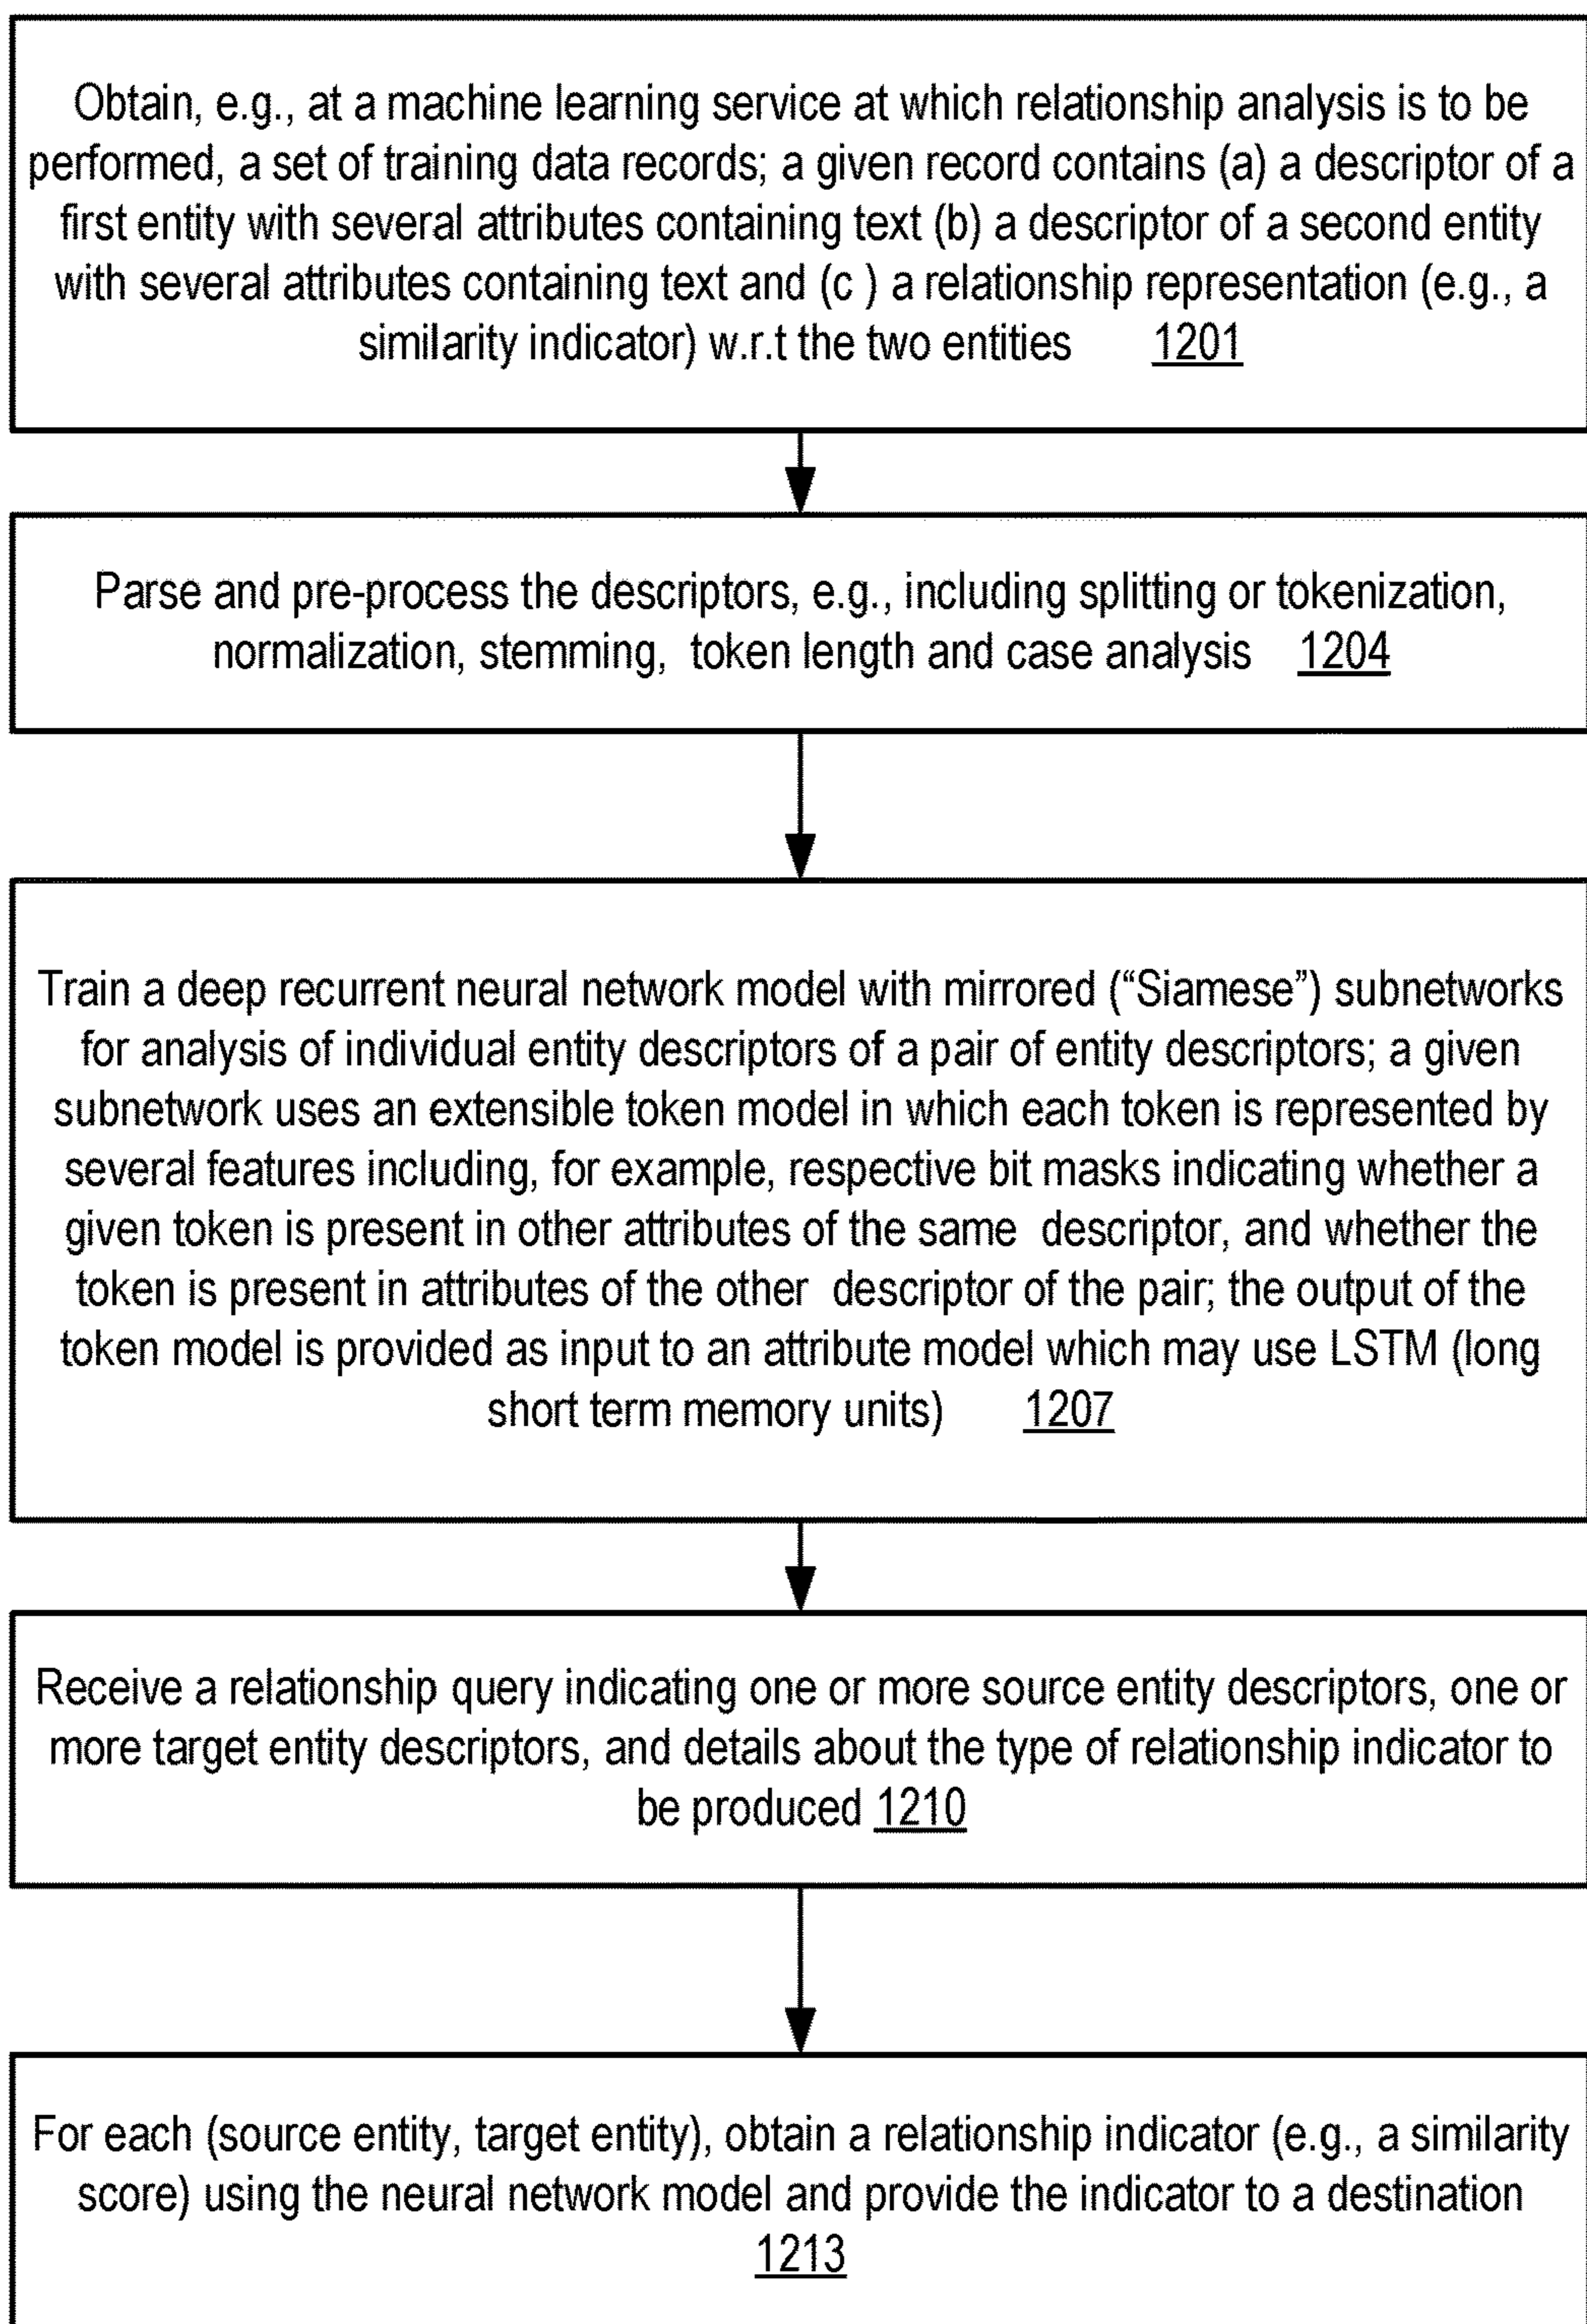 Obtain, e.g., at a machine learning service at which relationship analysis is to be
performed, a set of training data records; a given record contains (a) a descriptor of a
first entity with several attributes containing text (b) a descriptor of a second entity
with several attributes containing text and (c ) a relationship representation (e.g., a
similarity indicator) w.r.t the two entities 1201
Parse and pre-process the descriptors, e.g., including splitting or tokenization,
normalization, stemming, token length and case analysis 1204
Train a deep recurrent neural network model with mirrored (“Siamese”) subnetworks
for analysis of individual entity descriptors of a pair of entity descriptors; a given
subnetwork uses an extensible token model in which each token is represented by
several features including, for example, respective bit masks indicating whether a
given token is present in other attributes of the same descriptor, and whether the
token is present in attributes of the other descriptor of the pair; the output of the
token model is provided as input to an attribute model which may use LSTM (long
short term memory units) 1207
Receive a relationship query indicating one or more source entity descriptors, one or
more target entity descriptors, and details about the type of relationship indicator to
be produced 1210
For each (source entity, target entity), obtain a relationship indicator (e.g., a similarity
score) using the neural network model and provide the indicator to a destination
1213